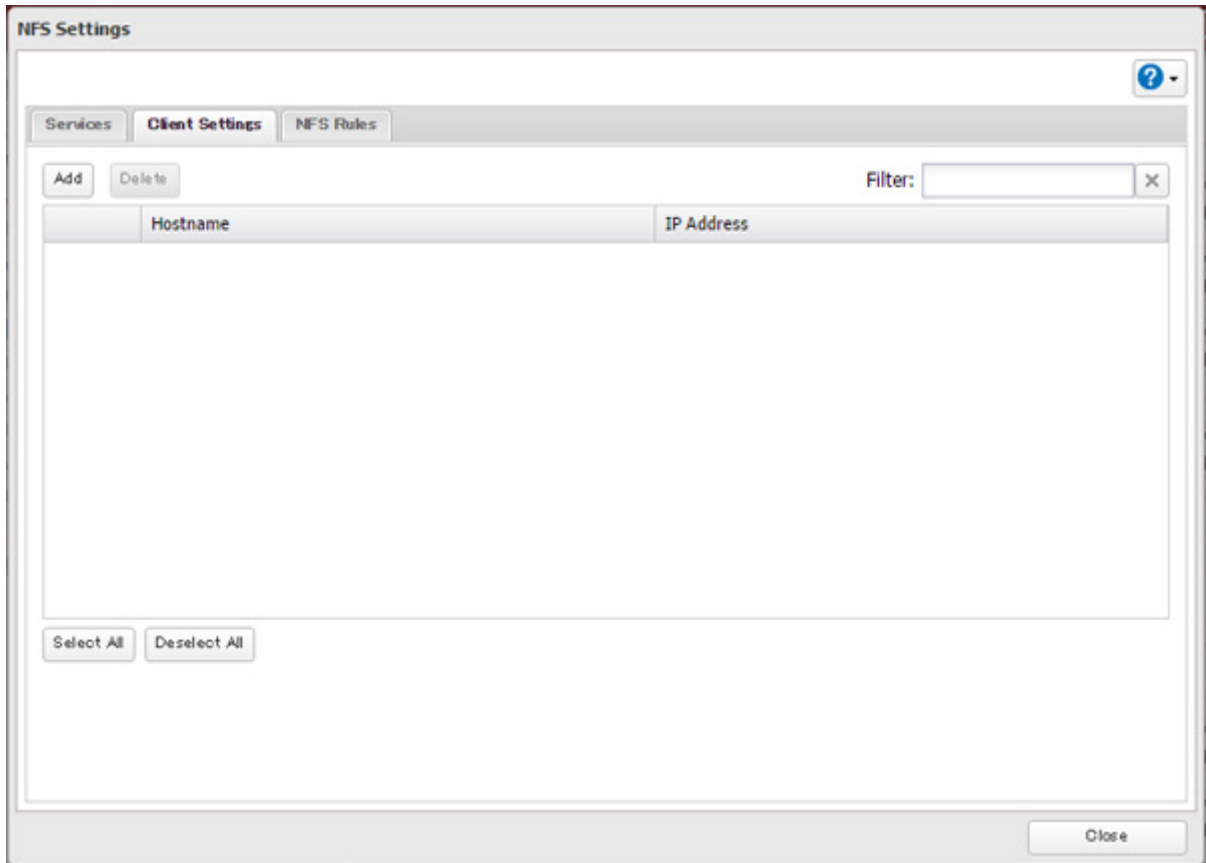 NFS Settings
?
Services Client Settings NFS Rules
Add Delete Filter:
Hostname IP Address
Select All Deselect All
Close